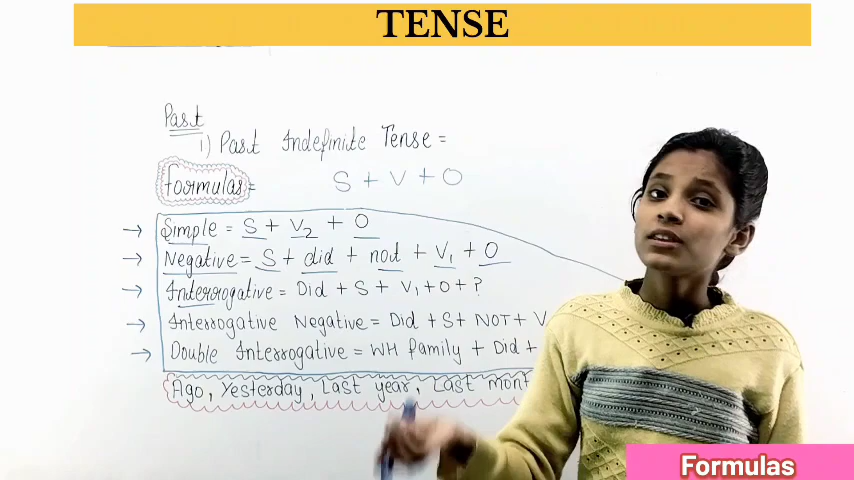 TENSE
Past
1) Past Indefinite Tense =
Formulas = S + V + O
→ Simple = S + V₂ + O
→ Negative = S + did + not + V₁ + O
→ Interrogative = Did + S + V₁ + O + ?
→ Interrogative Negative = Did + S + NOT + V
→ Double Interrogative = WH family + Did +
Ago, Yesterday, Last year, Last mont
Formulas